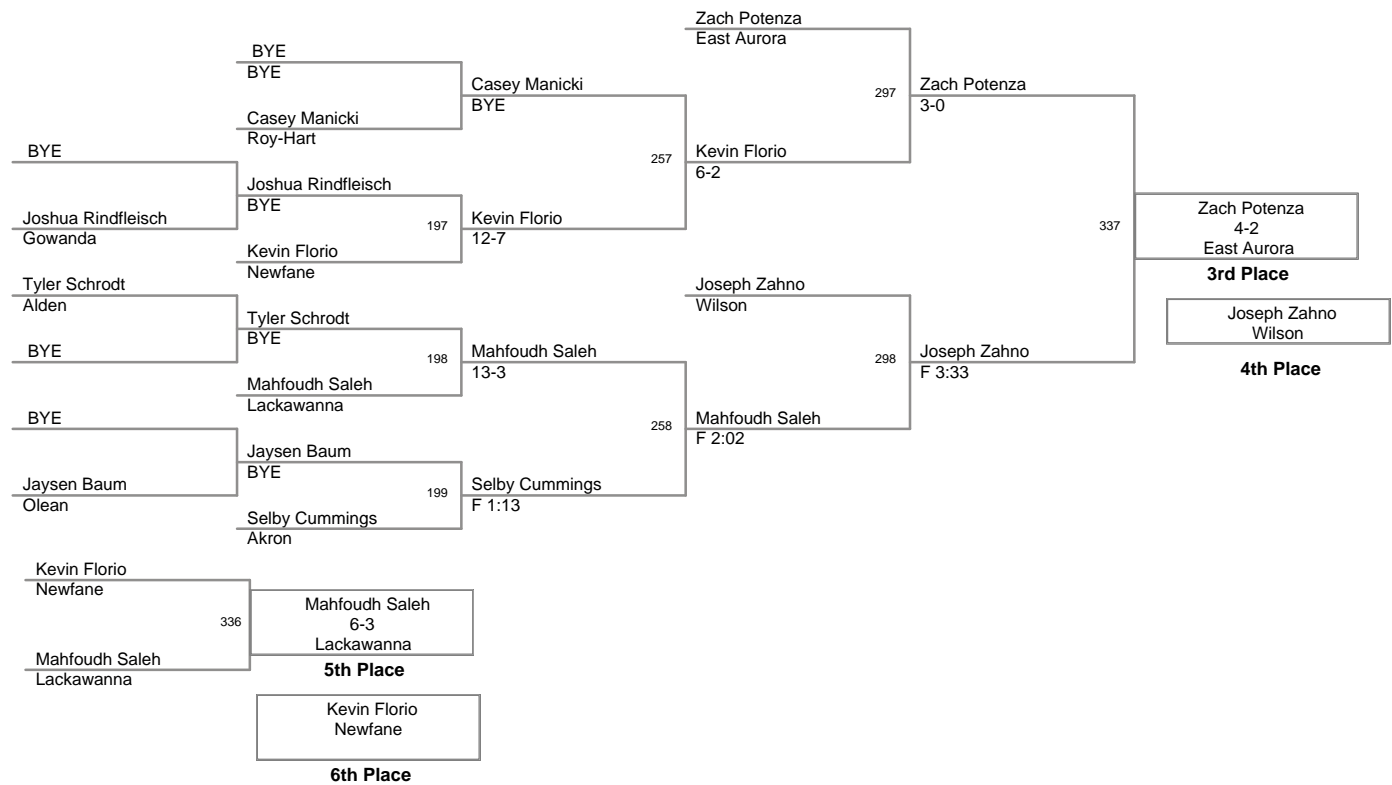 Zach Potenza
East Aurora
BYE
BYE
Casey Manicki
BYE
297
Zach Potenza
3-0
Casey Manicki
Roy-Hart
BYE
257
Kevin Florio
6-2
Joshua Rindfleisch
BYE
Joshua Rindfleisch
Gowanda
197
Kevin Florio
12-7
337
Zach Potenza
4-2
East Aurora
3rd Place
Kevin Florio
Newfane
Tyler Schrodt
Alden
Joseph Zahno
Wilson
Joseph Zahno
Wilson
4th Place
Tyler Schrodt
BYE
BYE
198
Mahfoudh Saleh
13-3
298
Joseph Zahno
F 3:33
Mahfoudh Saleh
Lackawanna
BYE
258
Mahfoudh Saleh
F 2:02
Jaysen Baum
BYE
Jaysen Baum
Olean
199
Selby Cummings
F 1:13
Selby Cummings
Akron
Kevin Florio
Newfane
336
Mahfoudh Saleh
6-3
Lackawanna
5th Place
Mahfoudh Saleh
Lackawanna
Kevin Florio
Newfane
6th Place